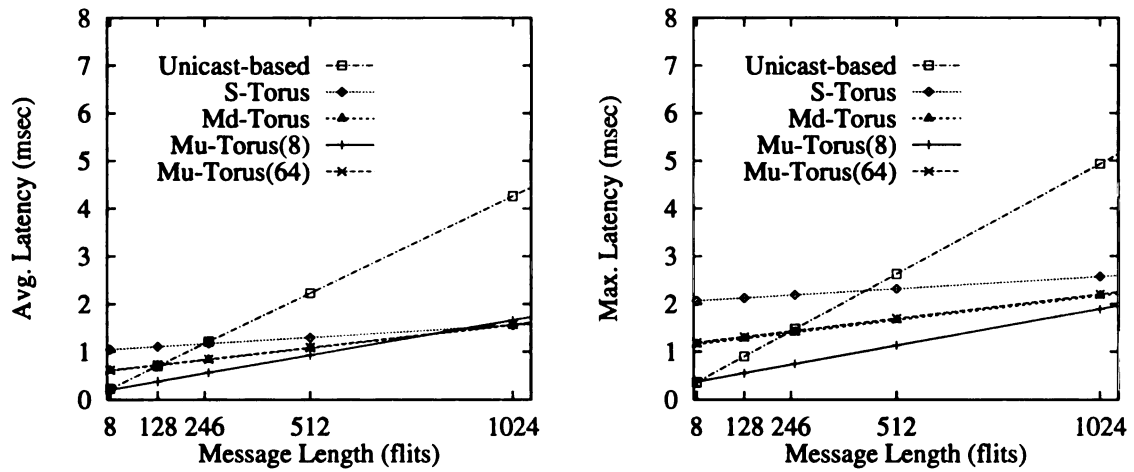 8
7
6
5
4
3
2
1
0
Avg. Latency (msec)
Unicast-based
S-Torus
Md-Torus
Mu-Torus(8)
Mu-Torus(64)
8 128 246 512 1024
Message Length (flits)
8
7
6
5
4
3
2
1
0
Max. Latency (msec)
Unicast-based
S-Torus
Md-Torus
Mu-Torus(8)
Mu-Torus(64)
8 128 246 512 1024
Message Length (flits)